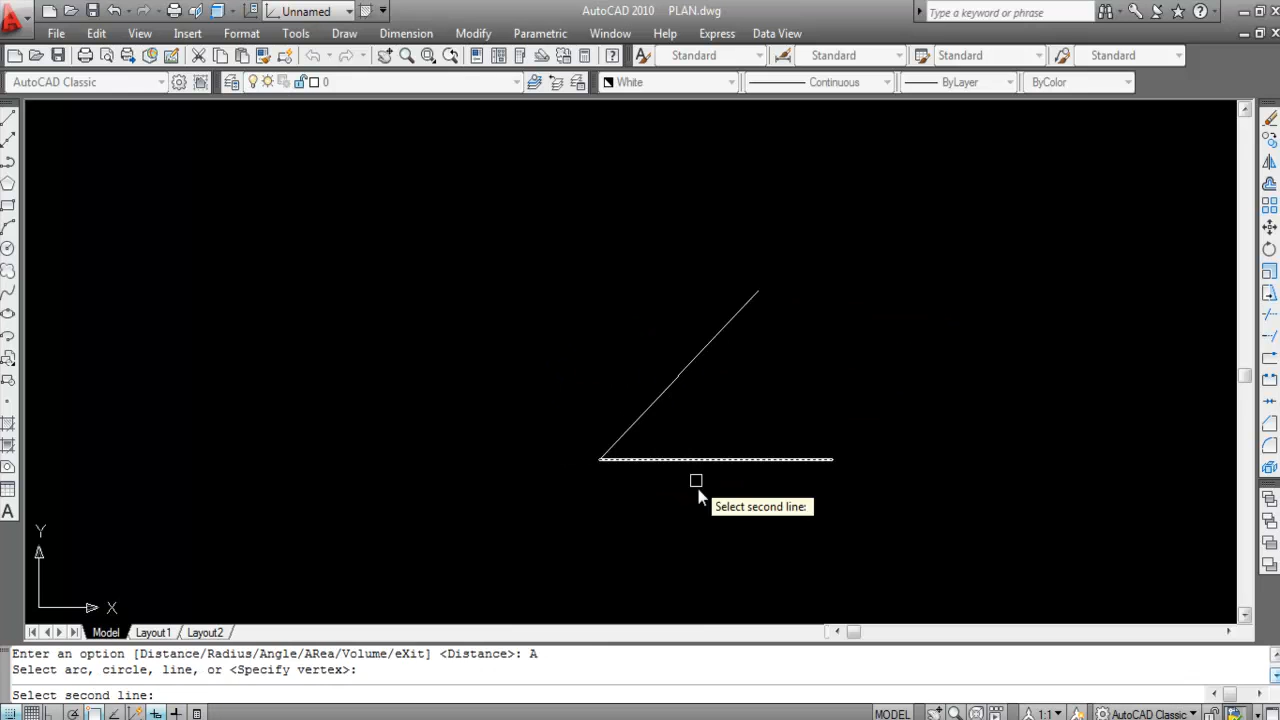 Unnamed
AutoCAD 2010 PLAN.dwg
Type a keyword or phrase
File Edit View Insert Format Tools Draw Dimension Modify Parametric Window Help Express Data View
Standard Standard Standard Standard
AutoCAD Classic 0 White Continuous ByLayer ByColor
Select second line:
Y
X
Model Layout1 Layout2
Enter an option [Distance/Radius/Angle/ARea/Volume/eXit] <Distance>: A
Select arc, circle, line, or <Specify vertex>:
Select second line:
MODEL 1:1 AutoCAD Classic